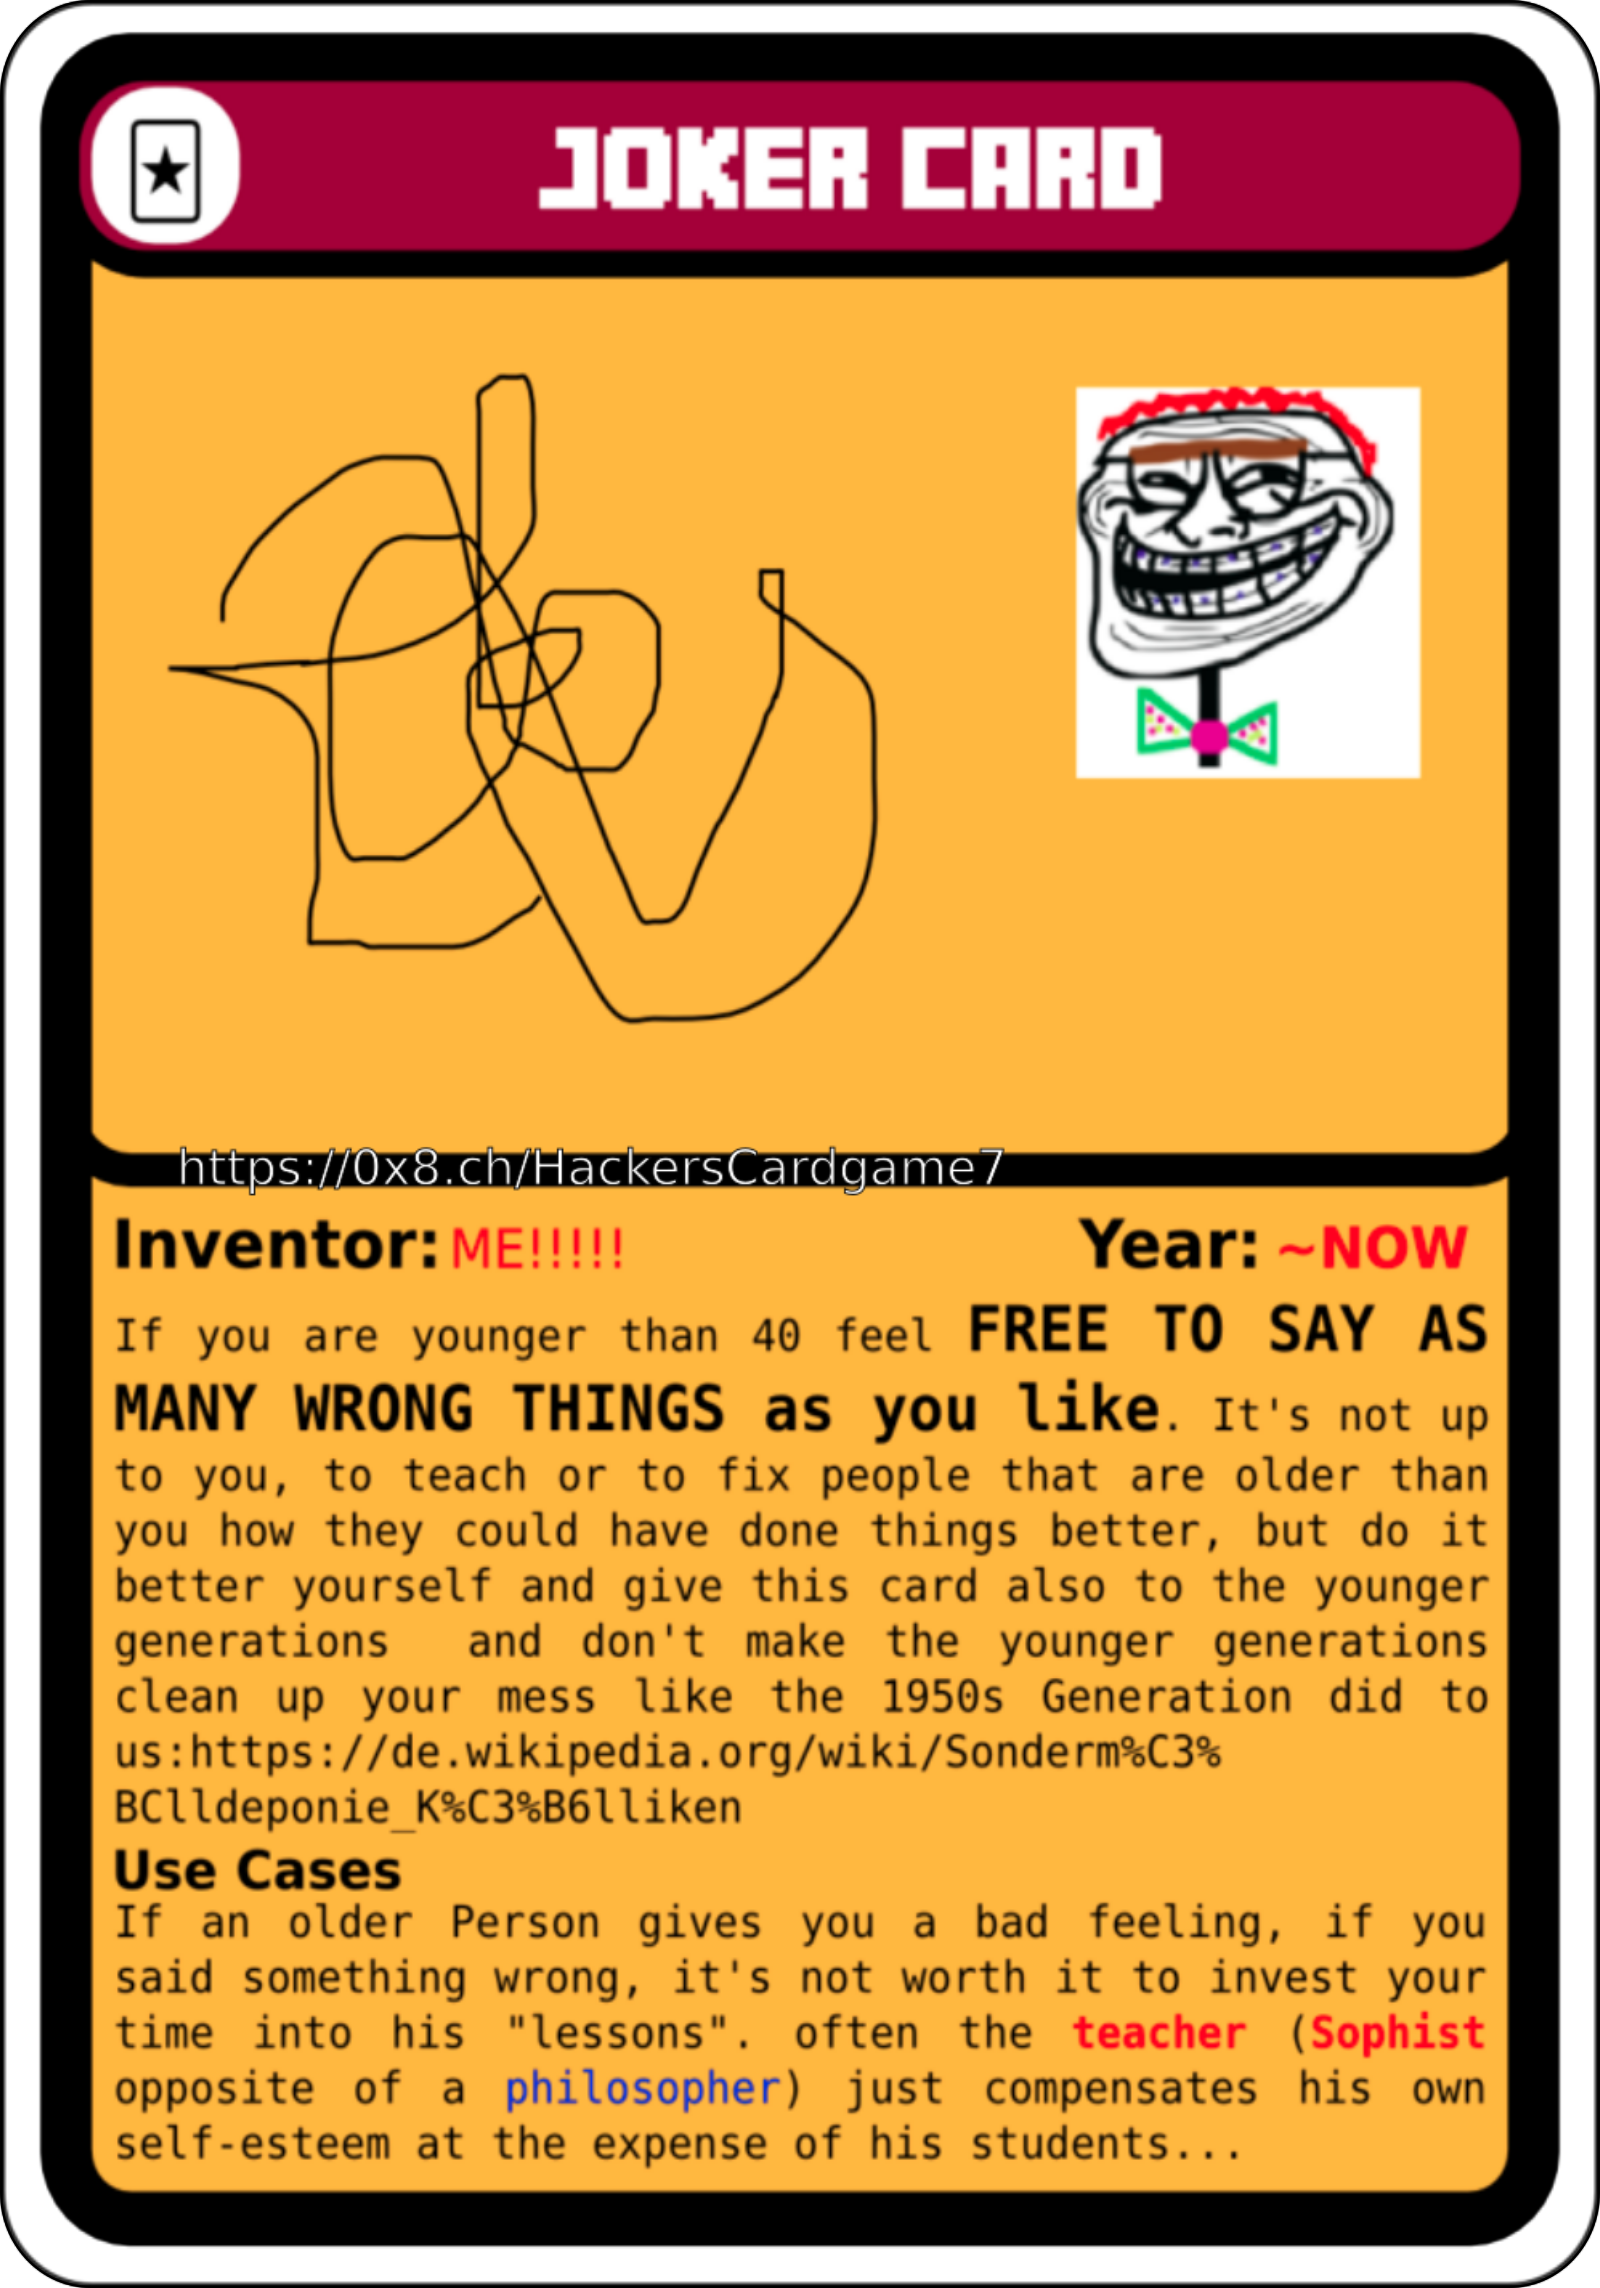 JOKER CARD
https://0x8.ch/HackersCardgame7
Inventor: ME!!!!! Year: ~NOW
If you are younger than 40 feel FREE TO SAY AS
MANY WRONG THINGS as you like. It's not up
to you, to teach or to fix people that are older than
you how they could have done things better, but do it
better yourself and give this card also to the younger
generations and don't make the younger generations
clean up your mess like the 1950s Generation did to
us:https://de.wikipedia.org/wiki/Sonderm%C3%
BClldeponie_K%C3%B6lliken
Use Cases
If an older Person gives you a bad feeling, if you
said something wrong, it's not worth it to invest your
time into his "lessons". often the teacher (Sophist
opposite of a philosopher) just compensates his own
self-esteem at the expense of his students...